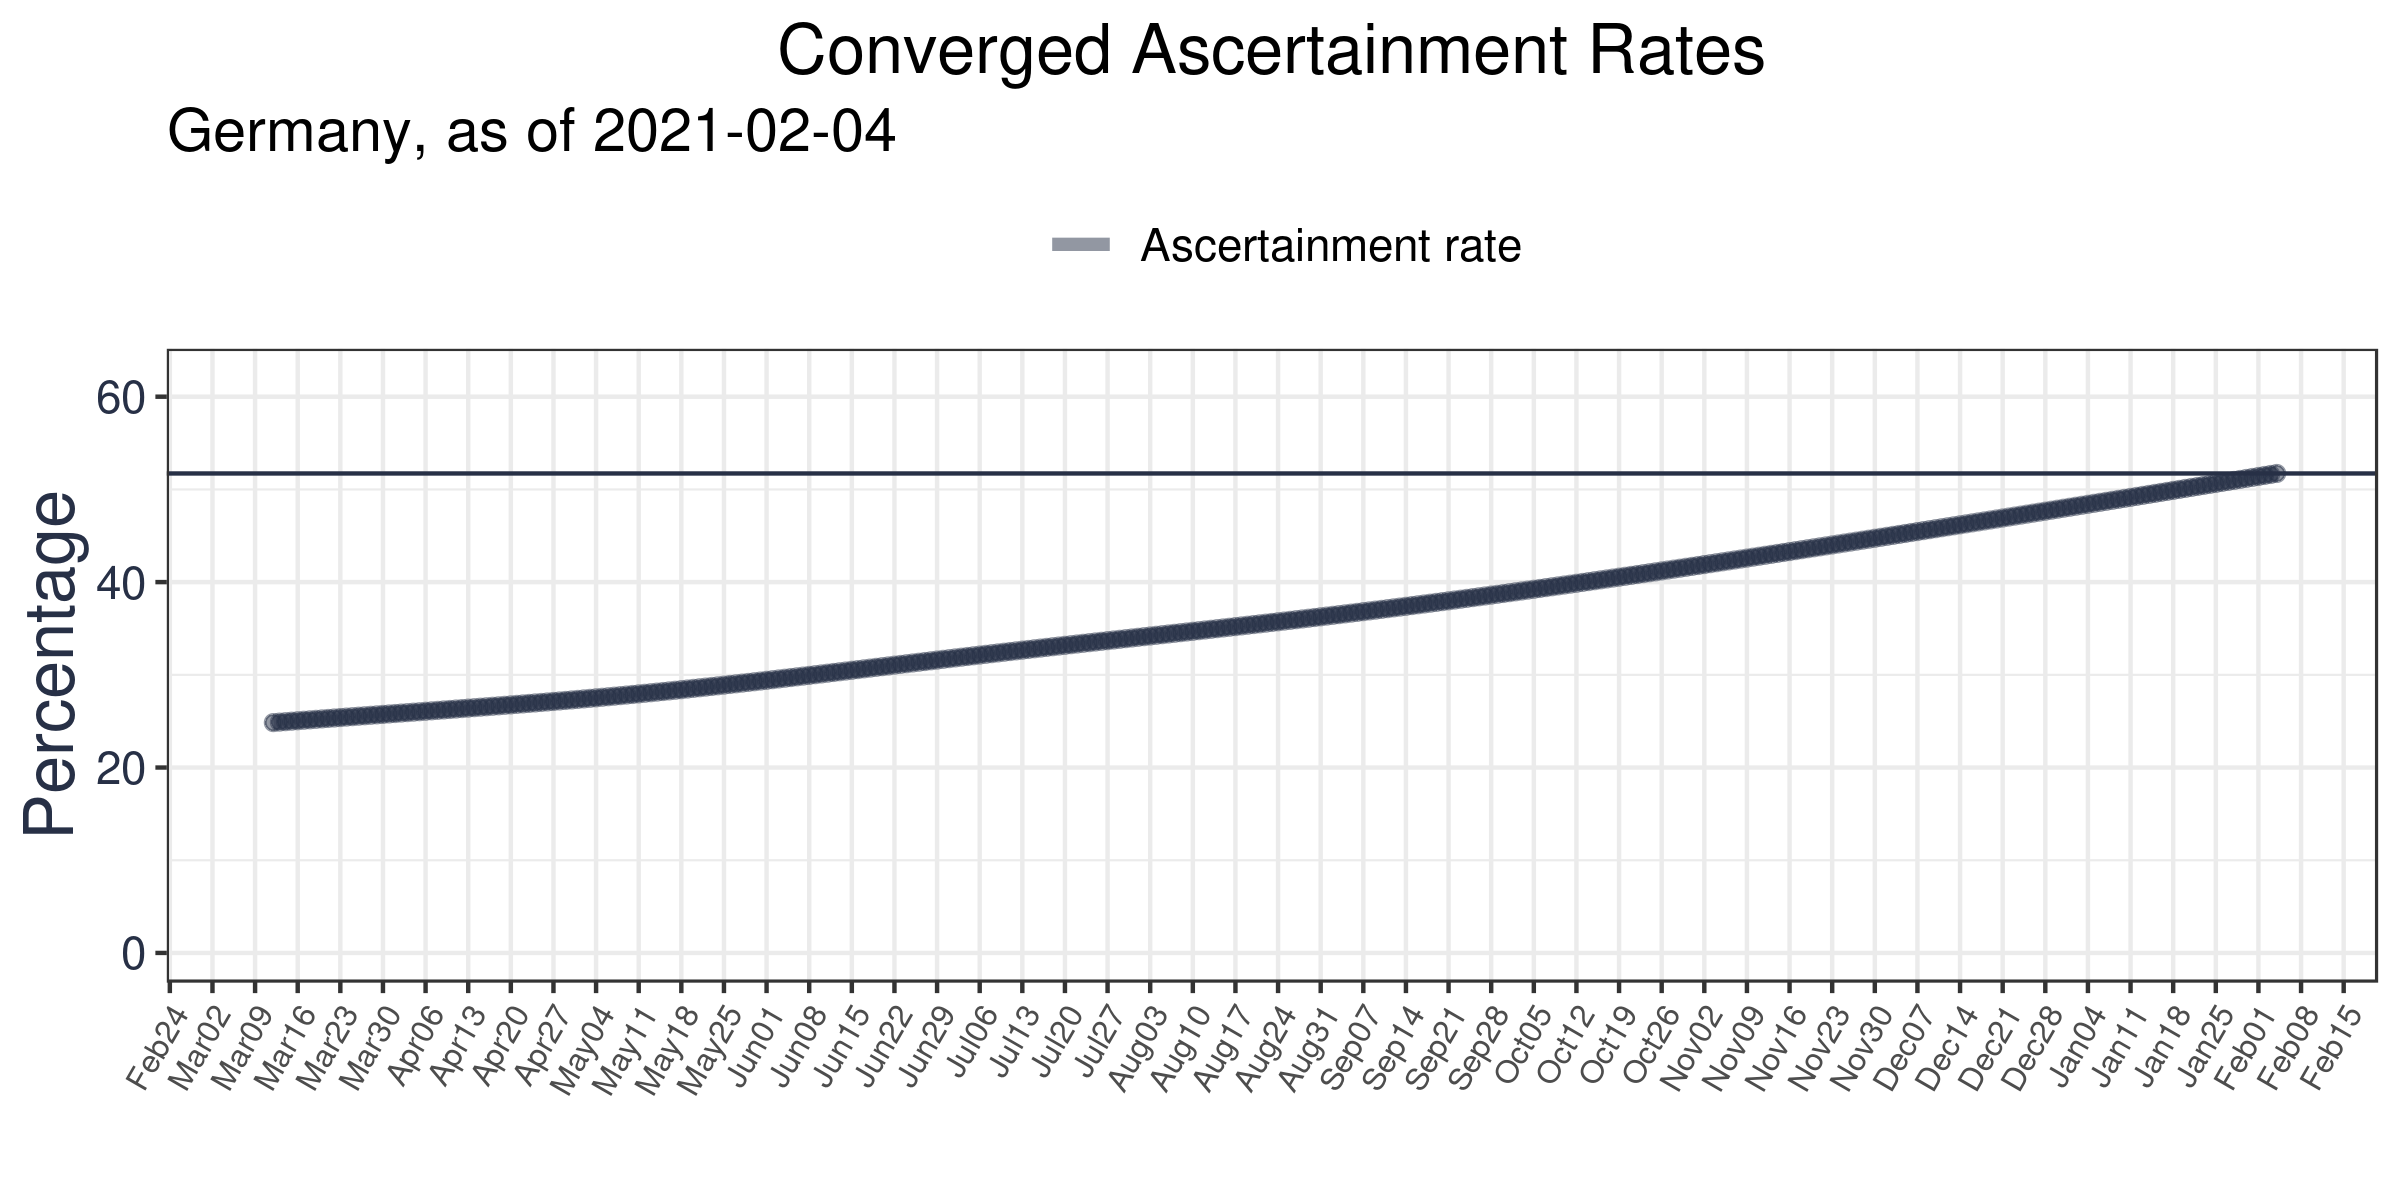 Converged Ascertainment Rates
Germany, as of 2021-02-04
Ascertainment rate
Percentage
60
40
20
0
Feb24
Mar02
Mar09
Mar16
Mar23
Mar30
Apr06
Apr13
Apr20
Apr27
May04
May11
May18
May25
Jun01
Jun08
Jun15
Jun22
Jun29
Jul06
Jul13
Jul20
Jul27
Aug03
Aug10
Aug17
Aug24
Aug31
Sep07
Sep14
Sep21
Sep28
Oct05
Oct12
Oct19
Oct26
Nov02
Nov09
Nov16
Nov23
Nov30
Dec07
Dec14
Dec21
Dec28
Jan04
Jan11
Jan18
Jan25
Feb01
Feb08
Feb15